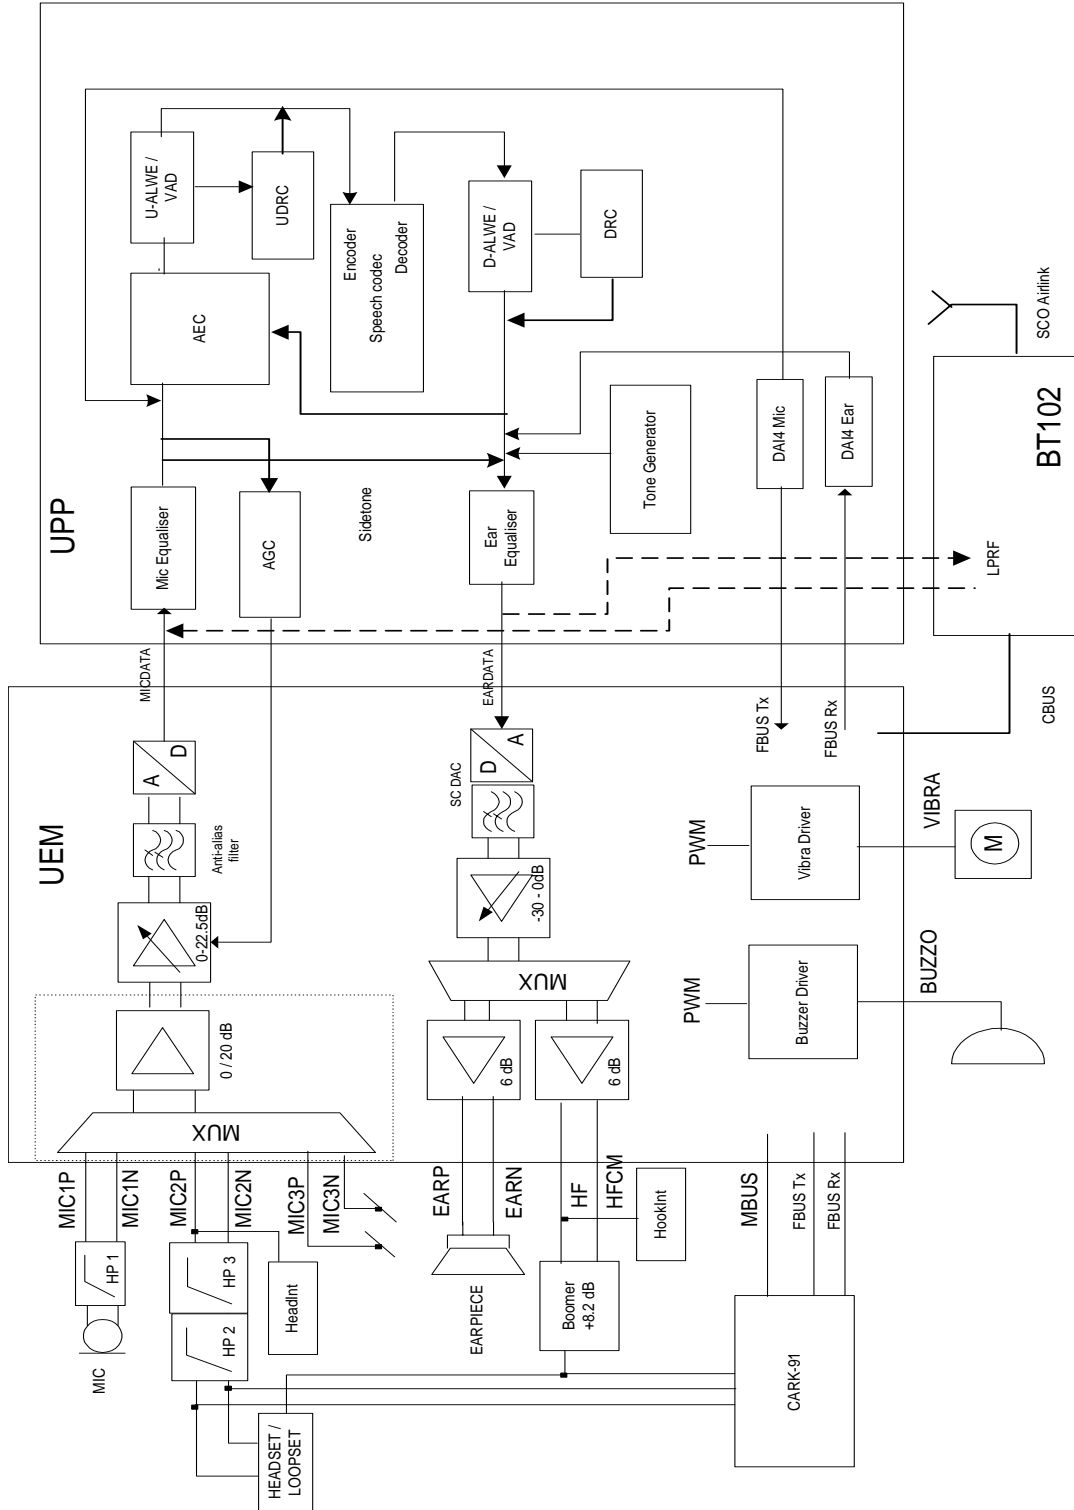 UPP
U-ALWE /
VAD
UDRC
AEC
Encoder
Speech codec
Decoder
D-ALWE /
VAD
DRC
Mic Equaliser
AGC
Sidetone
Ear
Equaliser
Tone Generator
DAI4 Mic
DAI4 Ear
SCO Airlink
BT102
LPRF
CBUS
UEM
MICDATA
EARDATA
A
D
Anti-alias
filter
0-22.5dB
0 / 20 dB
MUX
D
A
SC DAC
-30 - 0dB
MUX
6 dB
6 dB
FBUS Tx
FBUS Rx
PWM
Vibra Driver
VIBRA
M
PWM
Buzzer Driver
BUZZO
MIC1P
MIC1N
MIC2P
MIC2N
MIC3P
MIC3N
EARP
EARN
HF
HFCM
MBUS
FBUS Tx
FBUS Rx
HP 1
MIC
HP 3
HP 2
HeadInt
EARPIECE
HookInt
Boomer
+8.2 dB
HEADSET /
LOOPSET
CARK-91